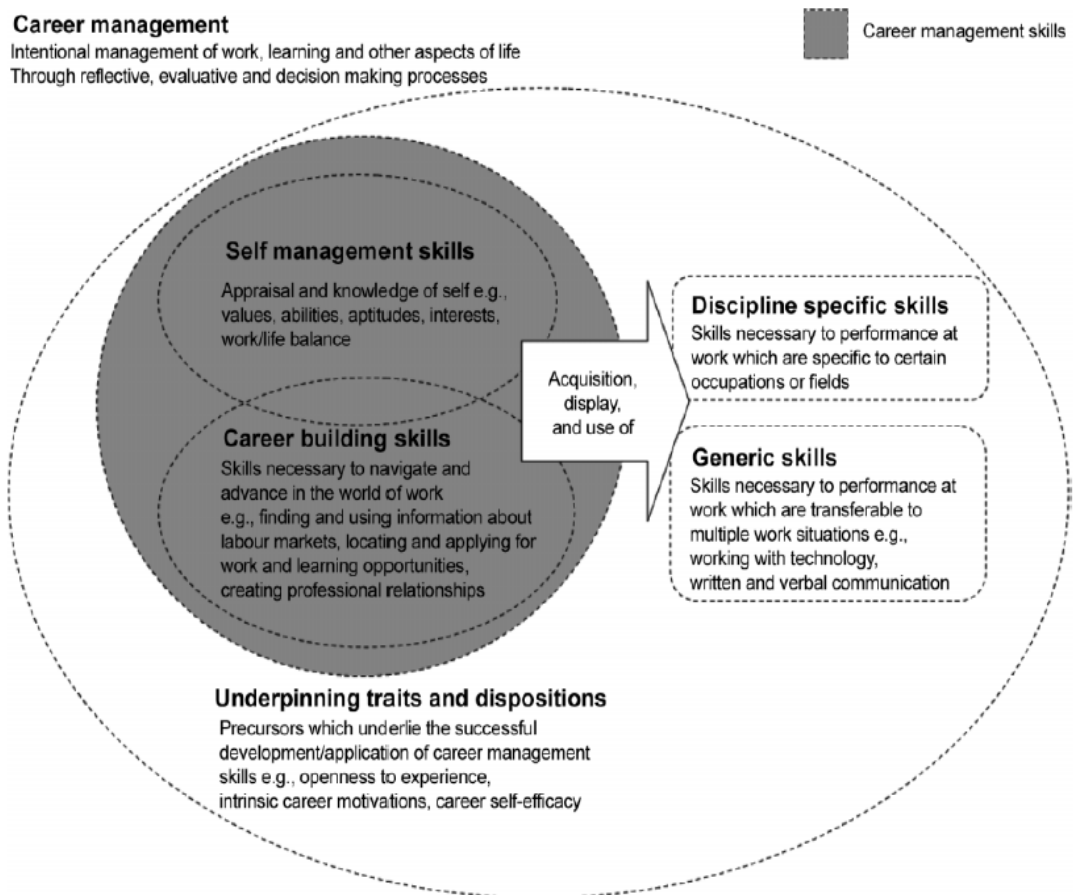 Career management
Intentional management of work, learning and other aspects of life
Through reflective, evaluative and decision making processes
Career management skills
Self management skills
Appraisal and knowledge of self e.g.,
values, abilities, aptitudes, interests,
work/life balance
Career building skills
Skills necessary to navigate and
advance in the world of work
e.g., finding and using information about
labour markets, locating and applying for
work and learning opportunities,
creating professional relationships
Acquisition,
display,
and use of
Discipline specific skills
Skills necessary to performance at
work which are specific to certain
occupations or fields
Generic skills
Skills necessary to performance at
work which are transferable to
multiple work situations e.g.,
working with technology,
written and verbal communication
Underpinning traits and dispositions
Precursors which underlie the successful
development/application of career management
skills e.g., openness to experience,
intrinsic career motivations, career self-efficacy